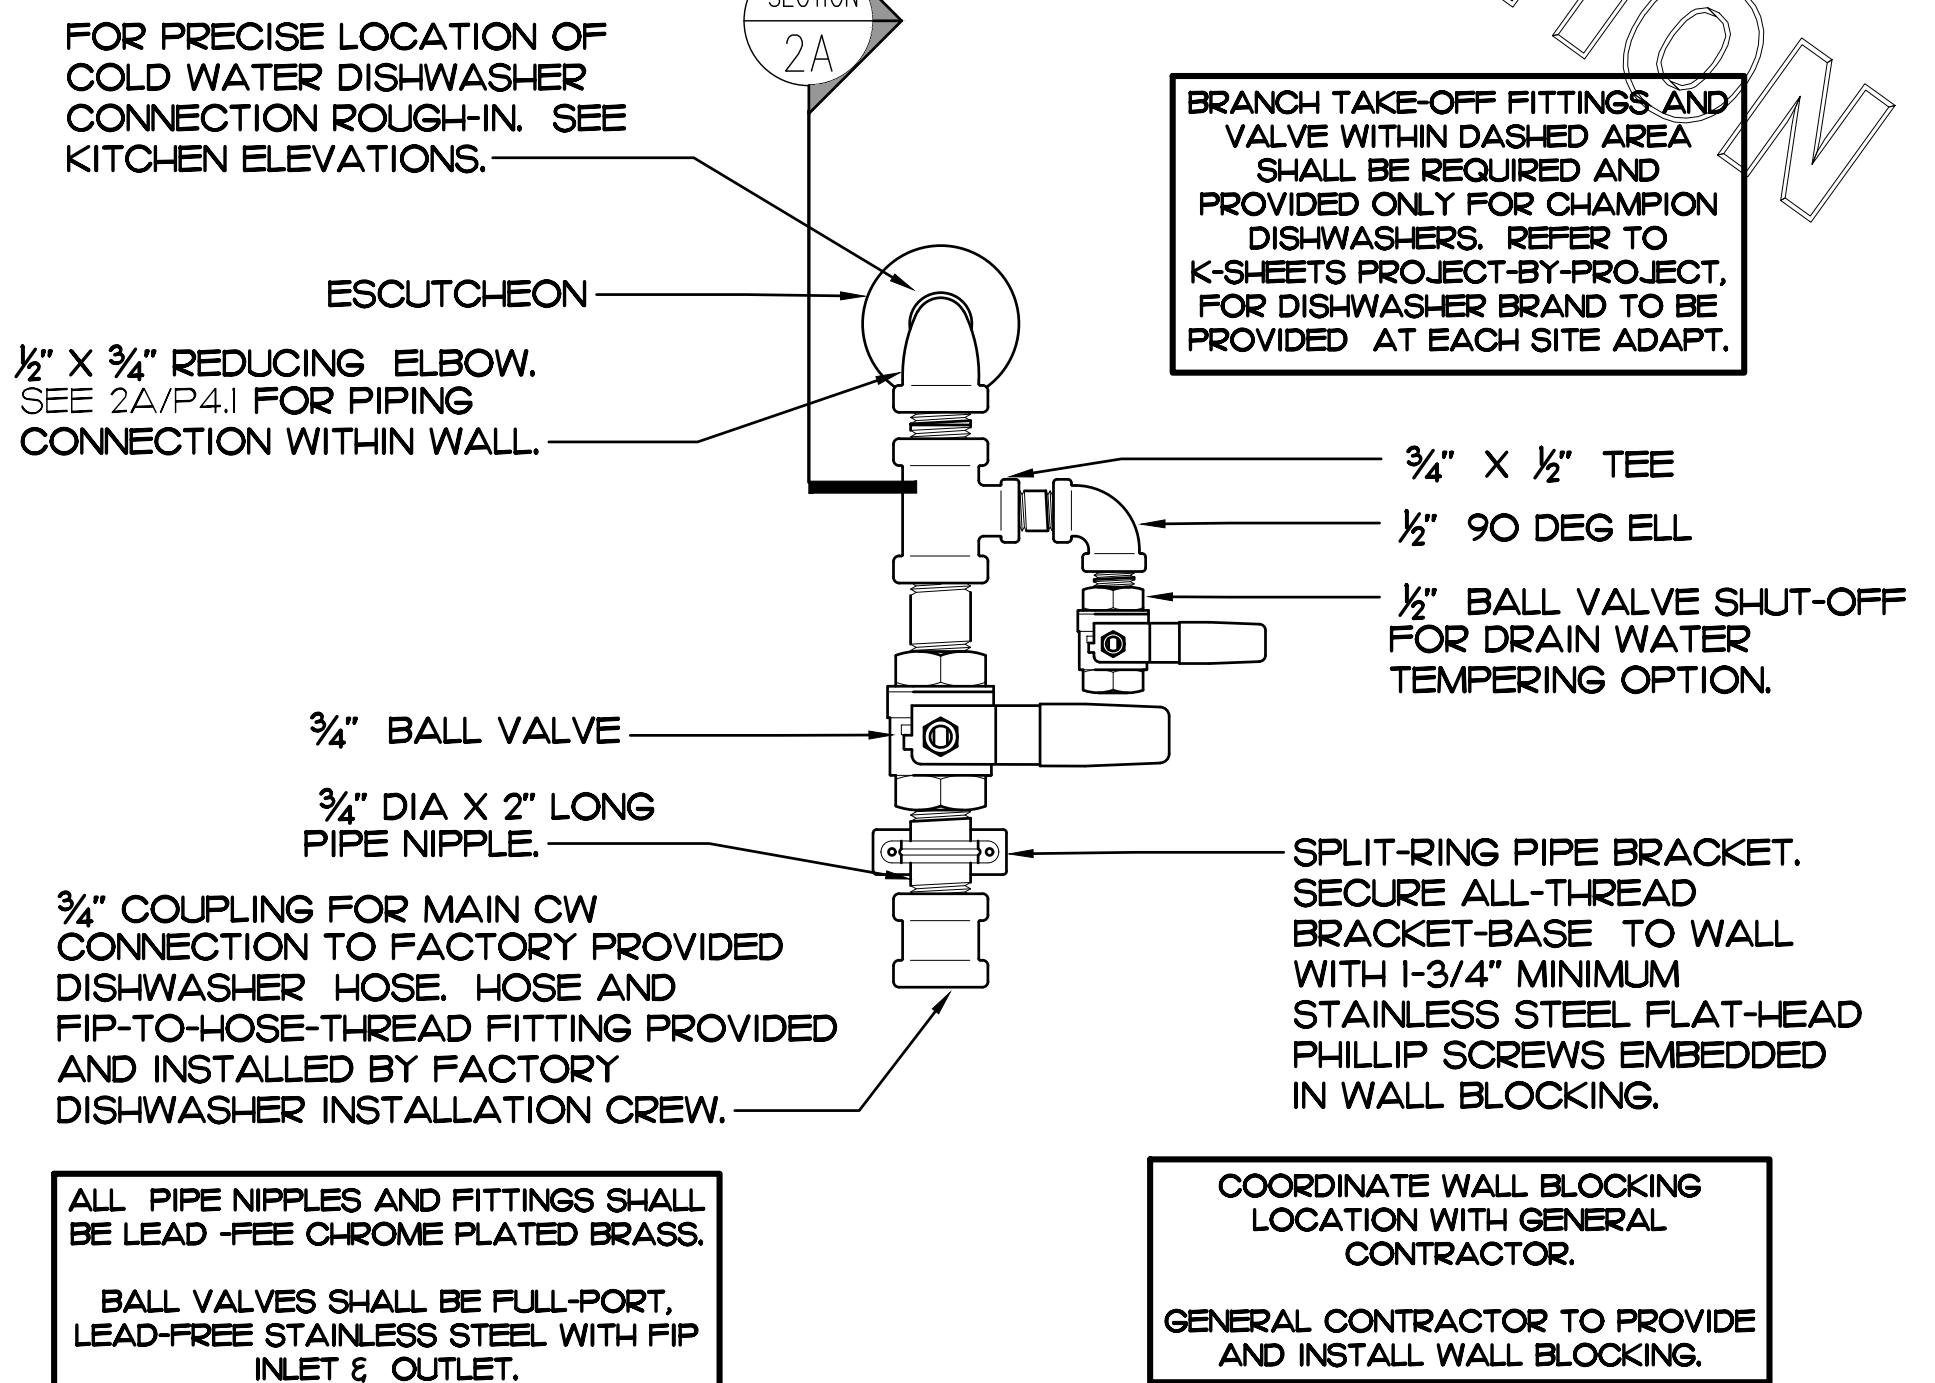 SECTION
2A
FOR PRECISE LOCATION OF
COLD WATER DISHWASHER
CONNECTION ROUGH-IN.  SEE
KITCHEN ELEVATIONS.
BRANCH TAKE-OFF FITTINGS AND
VALVE WITHIN DASHED AREA
SHALL BE REQUIRED AND
PROVIDED ONLY FOR CHAMPION
DISHWASHERS.  REFER TO
K-SHEETS PROJECT-BY-PROJECT,
FOR DISHWASHER BRAND TO BE
PROVIDED  AT EACH SITE ADAPT.
ESCUTCHEON
½" X ¾" REDUCING  ELBOW.
SEE 2A/P4.1 FOR PIPING
CONNECTION WITHIN WALL.
¾" X ½" TEE
½" 90 DEG ELL
½" BALL VALVE SHUT-OFF
FOR DRAIN WATER
TEMPERING OPTION.
¾" BALL VALVE
¾" DIA X 2" LONG
PIPE NIPPLE.
¾" COUPLING FOR MAIN CW
CONNECTION TO FACTORY PROVIDED
DISHWASHER  HOSE.  HOSE AND
FIP-TO-HOSE-THREAD FITTING PROVIDED
AND INSTALLED BY FACTORY
DISHWASHER INSTALLATION CREW.
SPLIT-RING PIPE BRACKET.
SECURE ALL-THREAD
BRACKET-BASE  TO WALL
WITH 1-3/4" MINIMUM
STAINLESS STEEL FLAT-HEAD
PHILLIP SCREWS EMBEDDED
IN WALL BLOCKING.
ALL  PIPE NIPPLES AND FITTINGS SHALL
BE LEAD -FEE CHROME PLATED BRASS.
BALL VALVES SHALL BE FULL-PORT,
LEAD-FREE STAINLESS STEEL WITH FIP
INLET &  OUTLET.
COORDINATE WALL BLOCKING
LOCATION WITH GENERAL
CONTRACTOR.
GENERAL CONTRACTOR TO PROVIDE
AND INSTALL WALL BLOCKING.